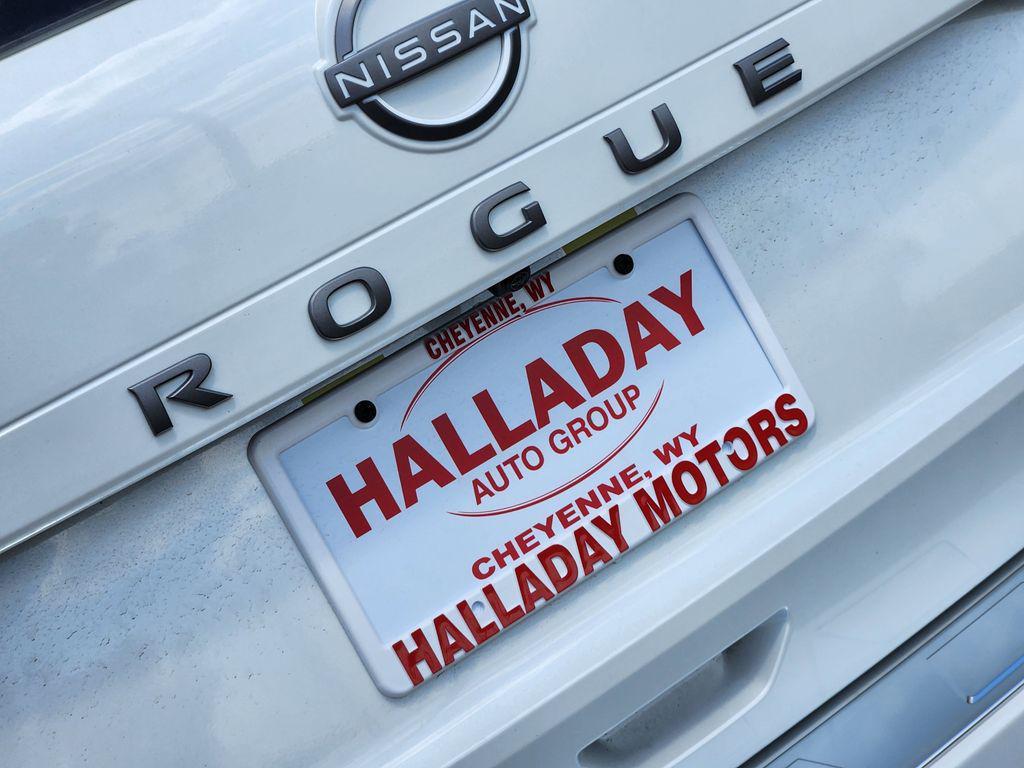 NISSAN
ROGUE
CHEYENNE, WY
HALLADAY
AUTO GROUP
CHEYENNE, WY
HALLADAY MOTORS